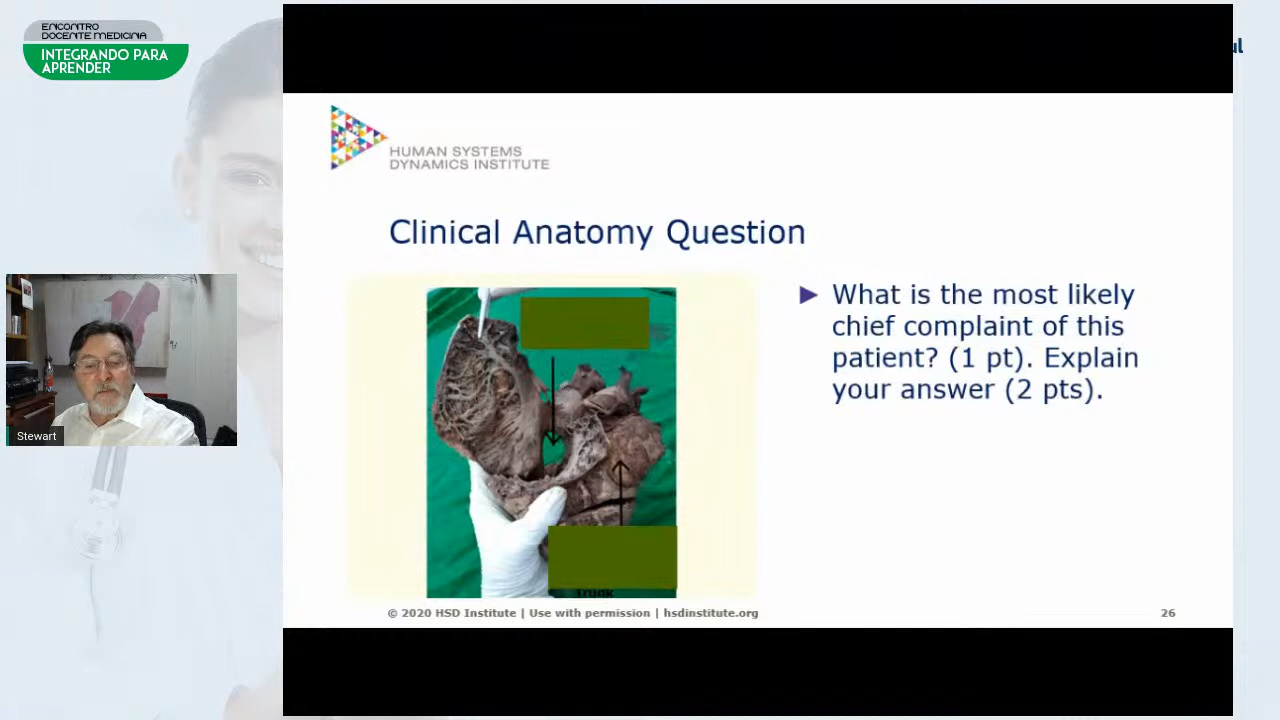 ENCONTRO
DOCENTE MEDICINA
INTEGRANDO PARA
APRENDER
ul
HUMAN SYSTEMS
DYNAMICS INSTITUTE
Clinical Anatomy Question
► What is the most likely
chief complaint of this
patient? (1 pt). Explain
your answer (2 pts).
Stewart
Trunk
© 2020 HSD Institute | Use with permission | hsdinstitute.org
26